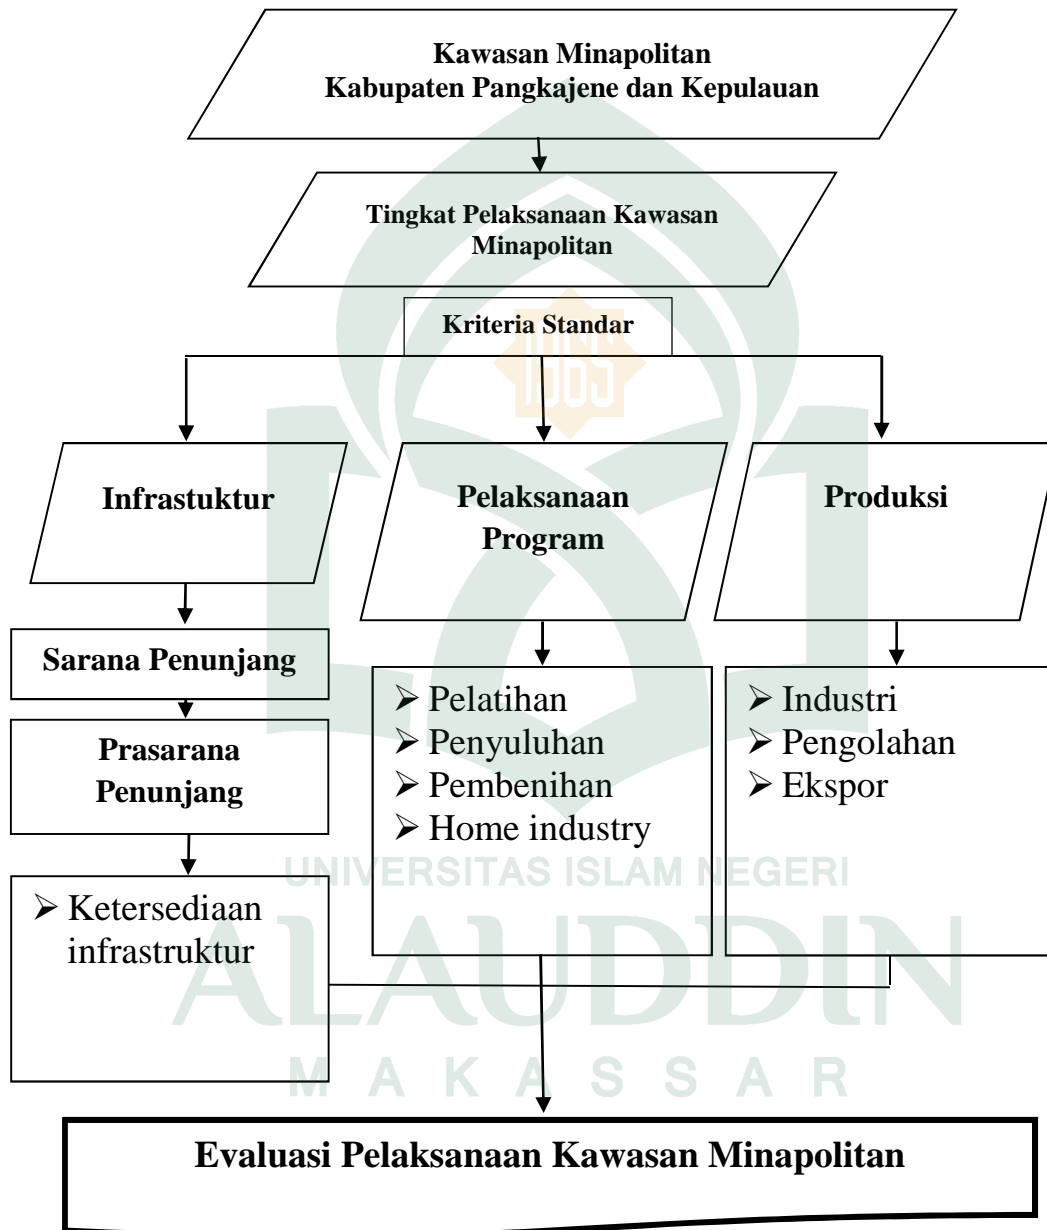 Kawasan Minapolitan
Kabupaten Pangkajene dan Kepulauan
Tingkat Pelaksanaan Kawasan
Minapolitan
Kriteria Standar
1965
Infrastuktur
Pelaksanaan
Program
Produksi
Sarana Penunjang
Prasarana
Penunjang
➢ Ketersediaan
infrastruktur
➢ Pelatihan
➢ Penyuluhan
➢ Pembenihan
➢ Home industry
➢ Industri
➢ Pengolahan
➢ Ekspor
UNIVERSITAS ISLAM NEGERI
ALAUDDIN
MAKASSAR
Evaluasi Pelaksanaan Kawasan Minapolitan